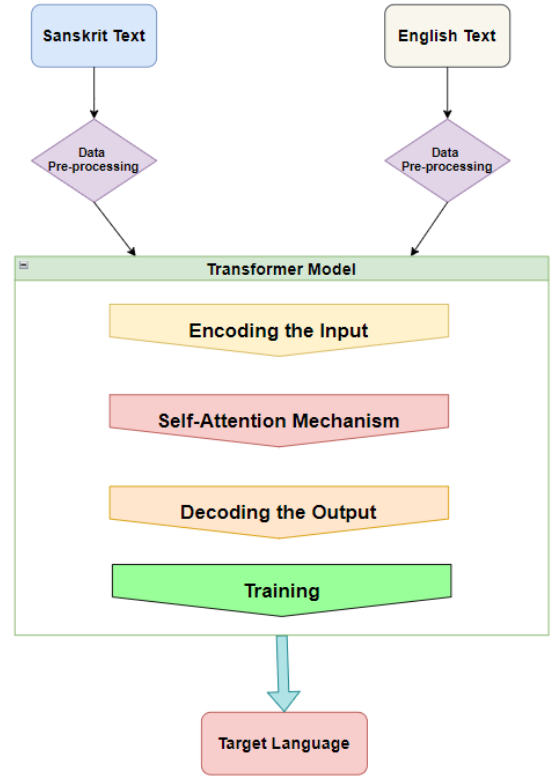 Sanskrit Text
English Text
Data
Pre-processing
Data
Pre-processing
Transformer Model
Encoding the Input
Self-Attention Mechanism
Decoding the Output
Training
Target Language